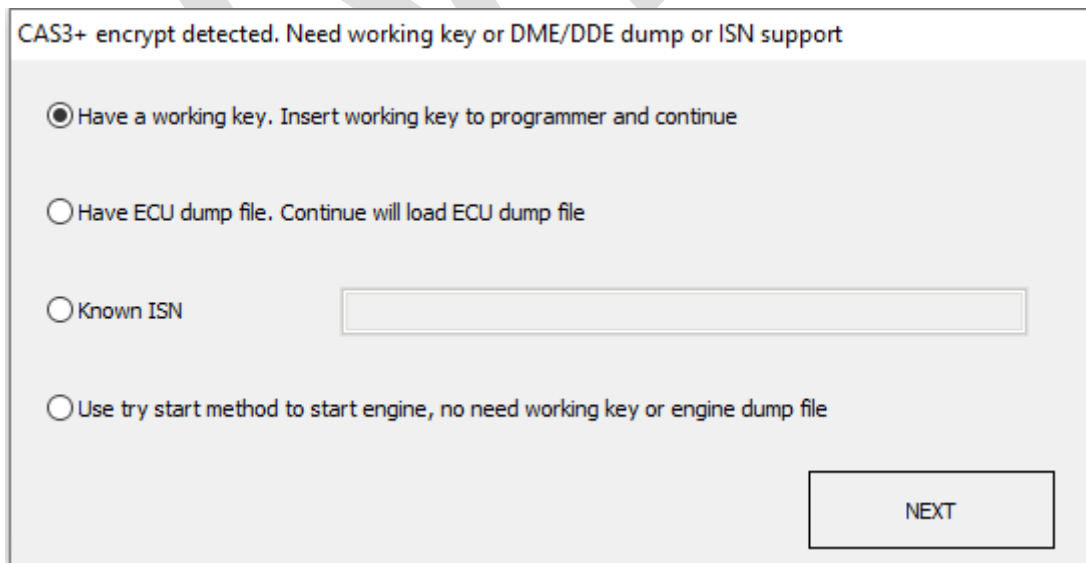 CAS3+ encrypt detected. Need working key or DME/DDE dump or ISN support
Have a working key. Insert working key to programmer and continue
Have ECU dump file. Continue will load ECU dump file
Known ISN
Use try start method to start engine, no need working key or engine dump file
NEXT